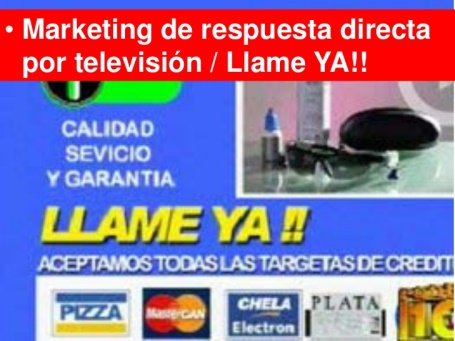 • Marketing de respuesta directa
por televisión / Llame YA!!
CALIDAD
SEVICIO
Y GARANTIA
LLAME YA !!
ACEPTAMOS TODAS LAS TARGETAS DE CREDIT
PIZZA
MasterCAN
CHELA
Electron
PLATA